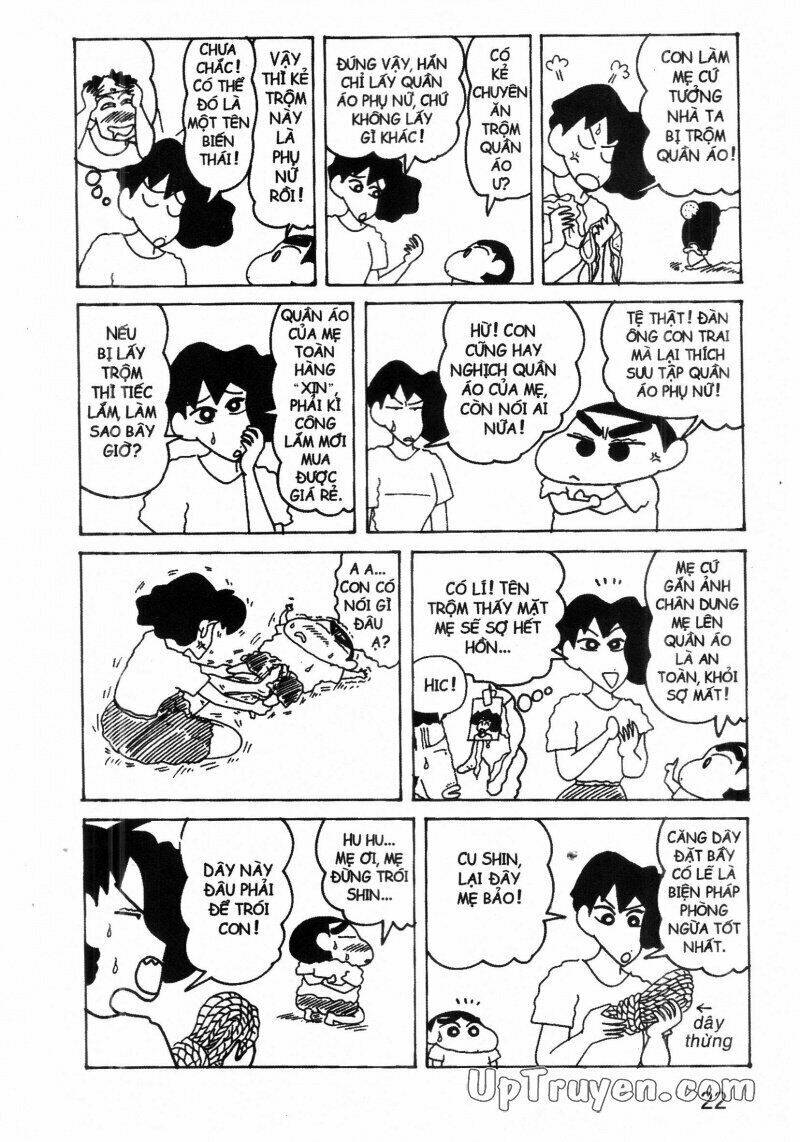 CON LÀM
MẸ CỨ
TƯỞNG
NHÀ TA
BỊ TRỘM
QUẦN ÁO!
CÓ
KẺ
CHUYÊN
ĂN
TRỘM
QUẦN
ÁO
Ư?
ĐÚNG VẬY, HẮN
CHỈ LẤY QUẦN
ÁO PHỤ NỮ, CHỨ
KHÔNG LẤY
GÌ KHÁC!
VẬY
THÌ KẺ
TRỘM
NÀY
LÀ
PHỤ
NỮ
RỒI!
CHƯA
CHẮC!
CÓ THỂ
ĐÓ LÀ
MỘT TÊN
BIẾN
THÁI!
TỆ THẬT! ĐÀN
ÔNG CON TRAI
MÀ LẠI THÍCH
SƯU TẬP QUẦN
ÁO PHỤ NỮ!
HỪ! CON
CŨNG HAY
NGHỊCH QUẦN
ÁO CỦA MẸ,
CÒN NÓI AI
NỮA!
QUẦN ÁO
CỦA MẸ
TOÀN
HÀNG
"XỊN",
PHẢI KÌ
CÔNG
LẮM MỚI
MUA
ĐƯỢC
GIÁ RẺ.
NẾU
BỊ LẤY
TRỘM
THÌ TIẾC
LẮM, LÀM
SAO BÂY
GIỜ?
MẸ CỨ
GẮN ẢNH
CHÂN DUNG
MẸ LÊN
QUẦN ÁO
LÀ AN
TOÀN, KHỎI
SỢ MẤT!
CÓ LÍ! TÊN
TRỘM THẤY MẶT
MẸ SẼ SỢ HẾT
HỒN...
HIC!
A A...
CON CÓ
NÓI GÌ
ĐÂU
Ạ?
CĂNG DÂY
ĐẶT BẪY
CÓ LẼ LÀ
BIỆN PHÁP
PHÒNG
NGỪA TỐT
NHẤT.
CU SHIN,
LẠI ĐÂY
MẸ BẢO!
← dây
thừng
HU HU...
MẸ ƠI, MẸ
ĐỪNG TRÓI
SHIN...
DÂY NÀY
ĐÂU PHẢI
ĐỂ TRÓI
CON!
UpTruyen.com
22